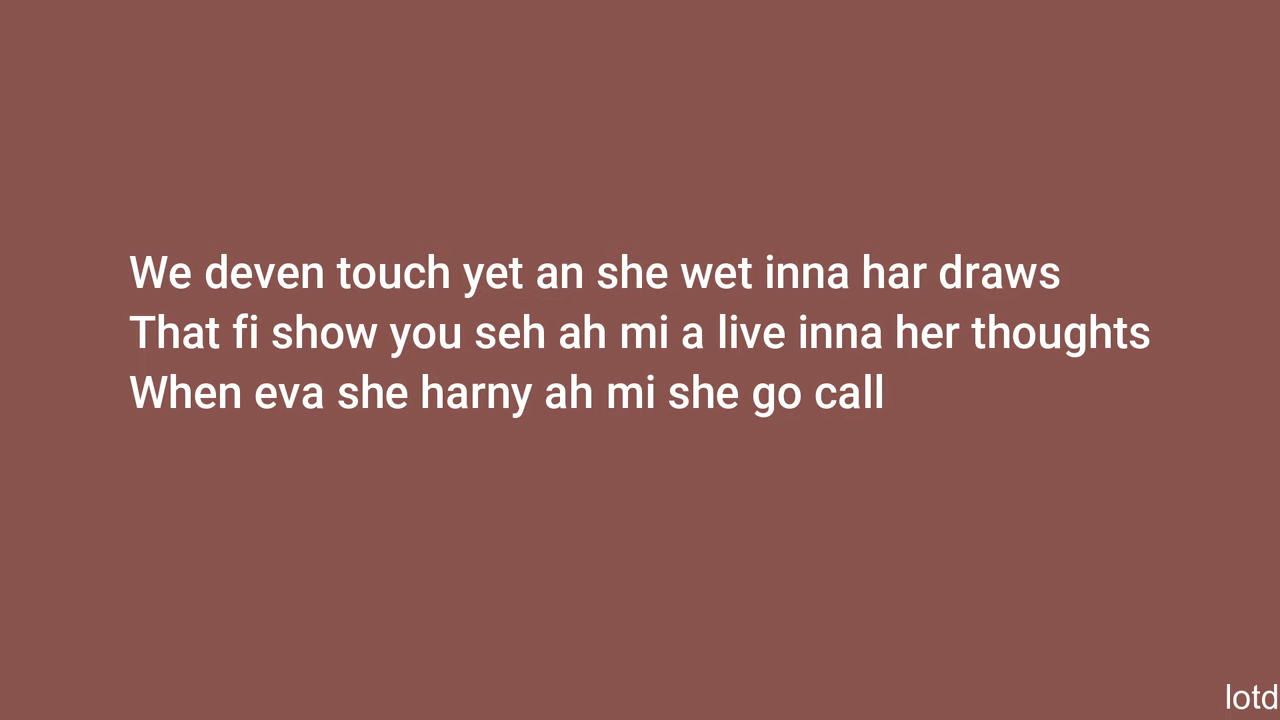 We deven touch yet an she wet inna har draws
That fi show you seh ah mi a live inna her thoughts
When eva she harny ah mi she go call
lotd